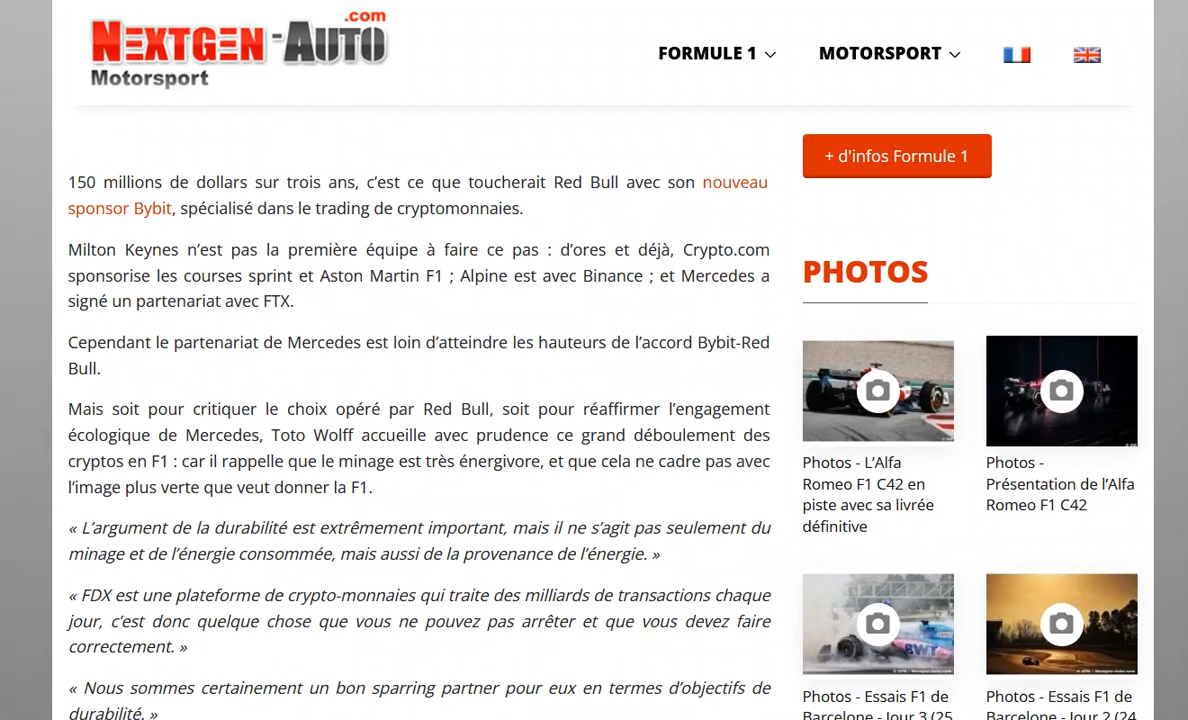 NEXTGEN-AUTO.com
Motorsport
FORMULE 1
MOTORSPORT
150 millions de dollars sur trois ans, c’est ce que toucherait Red Bull avec son nouveau
sponsor Bybit, spécialisé dans le trading de cryptomonnaies.
Milton Keynes n’est pas la première équipe à faire ce pas : d’ores et déjà, Crypto.com
sponsorise les courses sprint et Aston Martin F1 ; Alpine est avec Binance ; et Mercedes a
signé un partenariat avec FTX.
Cependant le partenariat de Mercedes est loin d’atteindre les hauteurs de l’accord Bybit-Red
Bull.
Mais soit pour critiquer le choix opéré par Red Bull, soit pour réaffirmer l’engagement
écologique de Mercedes, Toto Wolff accueille avec prudence ce grand déboulement des
cryptos en F1 : car il rappelle que le minage est très énergivore, et que cela ne cadre pas avec
l’image plus verte que veut donner la F1.
« L’argument de la durabilité est extrêmement important, mais il ne s’agit pas seulement du
minage et de l’énergie consommée, mais aussi de la provenance de l’énergie. »
« FDX est une plateforme de crypto-monnaies qui traite des milliards de transactions chaque
jour, c’est donc quelque chose que vous ne pouvez pas arrêter et que vous devez faire
correctement. »
« Nous sommes certainement un bon sparring partner pour eux en termes d’objectifs de
durabilité. »
+ d'infos Formule 1
PHOTOS
Photos - L’Alfa
Romeo F1 C42 en
piste avec sa livrée
définitive
Photos -
Présentation de l’Alfa
Romeo F1 C42
BWT
Photos - Essais F1 de
Barcelone - Jour 3 (25
Photos - Essais F1 de
Barcelone - Jour 2 (24